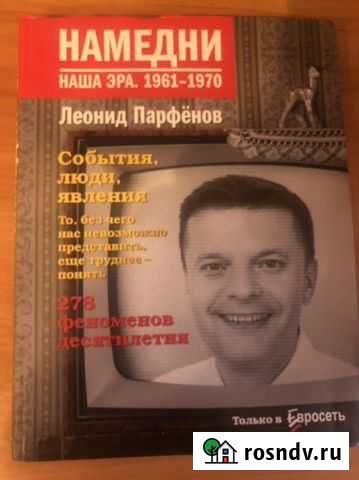 НАМЕДНИ
НАША ЭРА. 1961–1970
Леонид Парфёнов
События,
люди,
явления
То, без чего
нас невозможно
представить,
еще труднее –
понять
278
феноменов
десятилетия
Только в Евросеть
rosndv.ru